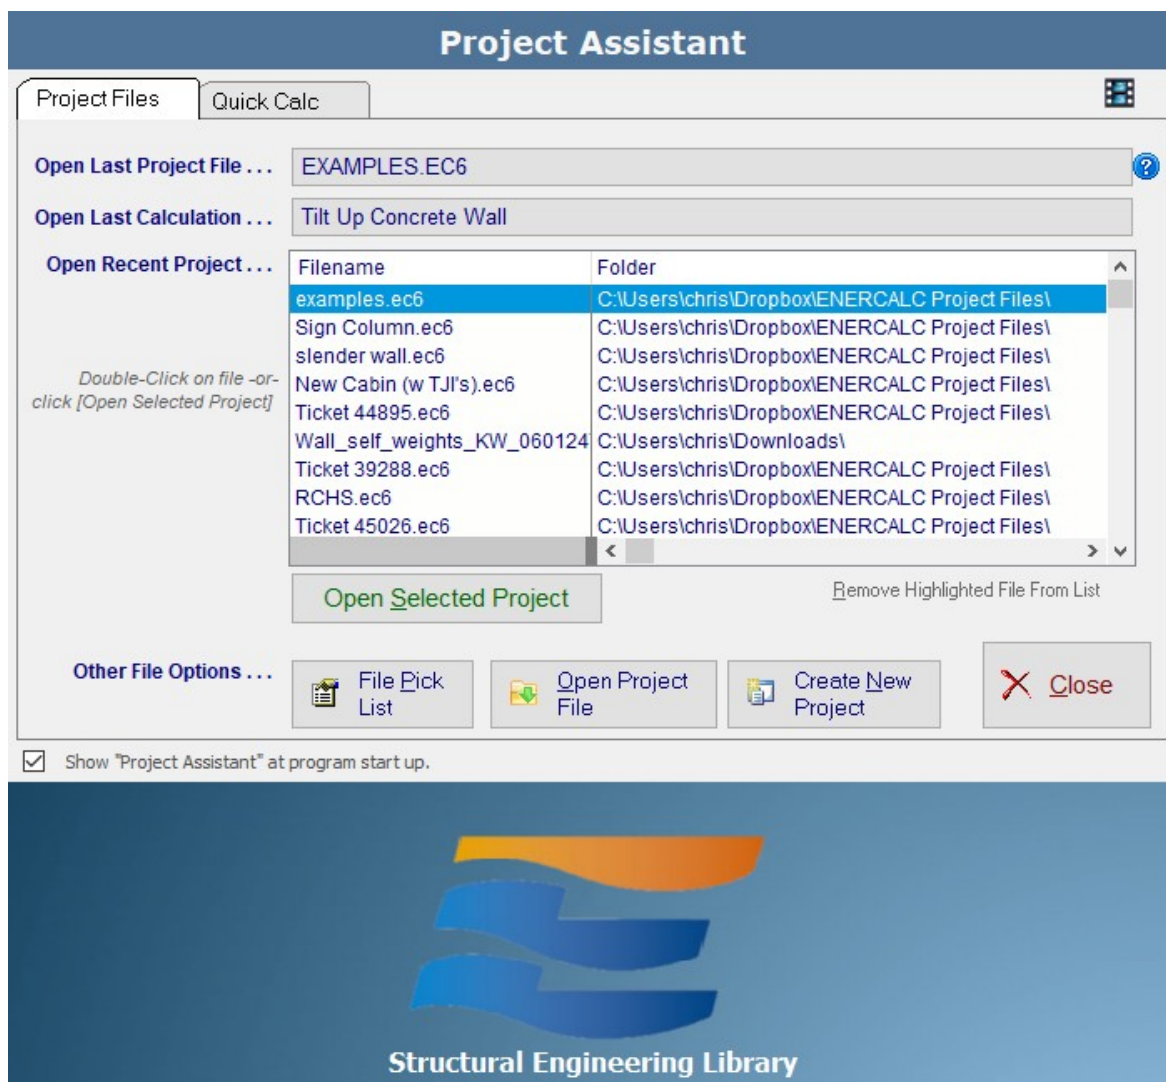 Project Assistant
Project Files
Quick Calc
Open Last Project File . . .
EXAMPLES.EC6
Open Last Calculation . . .
Tilt Up Concrete Wall
Open Recent Project . . .
Filename Folder
examples.ec6 C:\Users\chris\Dropbox\ENERCALC Project Files\
Sign Column.ec6 C:\Users\chris\Dropbox\ENERCALC Project Files\
slender wall.ec6 C:\Users\chris\Dropbox\ENERCALC Project Files\
New Cabin (w TJI's).ec6 C:\Users\chris\Dropbox\ENERCALC Project Files\
Ticket 44895.ec6 C:\Users\chris\Dropbox\ENERCALC Project Files\
Wall_self_weights_KW_060124 C:\Users\chris\Downloads\
Ticket 39288.ec6 C:\Users\chris\Dropbox\ENERCALC Project Files\
RCHS.ec6 C:\Users\chris\Dropbox\ENERCALC Project Files\
Ticket 45026.ec6 C:\Users\chris\Dropbox\ENERCALC Project Files\
Double-Click on file -or-
click [Open Selected Project]
Open Selected Project
Remove Highlighted File From List
Other File Options . . .
File Pick
List
Open Project
File
Create New
Project
Close
Show "Project Assistant" at program start up.
Structural Engineering Library